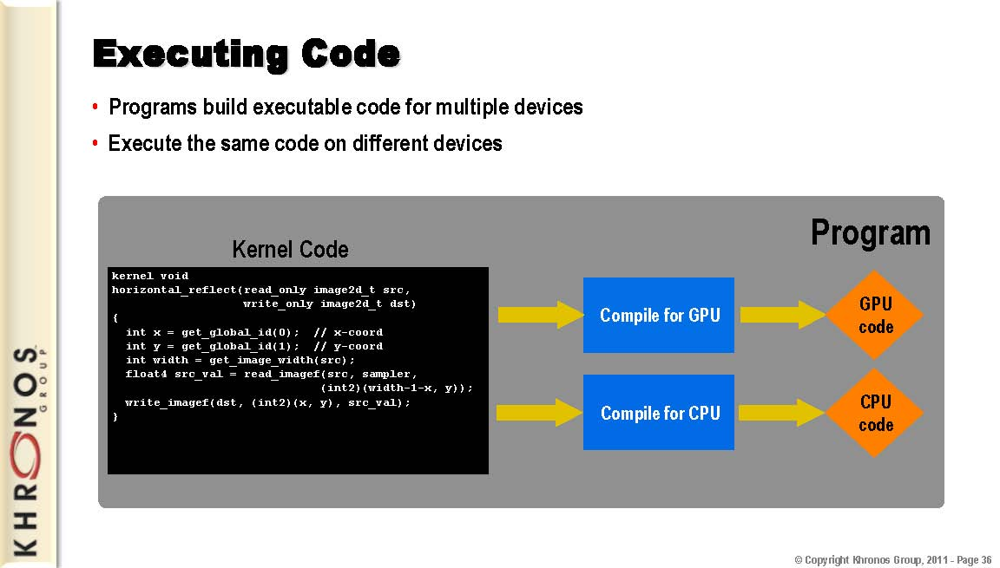 Executing Code
• Programs build executable code for multiple devices
• Execute the same code on different devices
Program
Kernel Code
kernel void
horizontal_reflect(read_only image2d_t src,
                   write_only image2d_t dst)
{
  int x = get_global_id(0);  // x-coord
  int y = get_global_id(1);  // y-coord
  int width = get_image_width(src);
  float4 src_val = read_imagef(src, sampler,
                              (int2)(width-1-x, y));
  write_imagef(dst, (int2)(x, y), src_val);
}
Compile for GPU
GPU
code
Compile for CPU
CPU
code
KHRONOS
GROUP
© Copyright Khronos Group, 2011 - Page 36